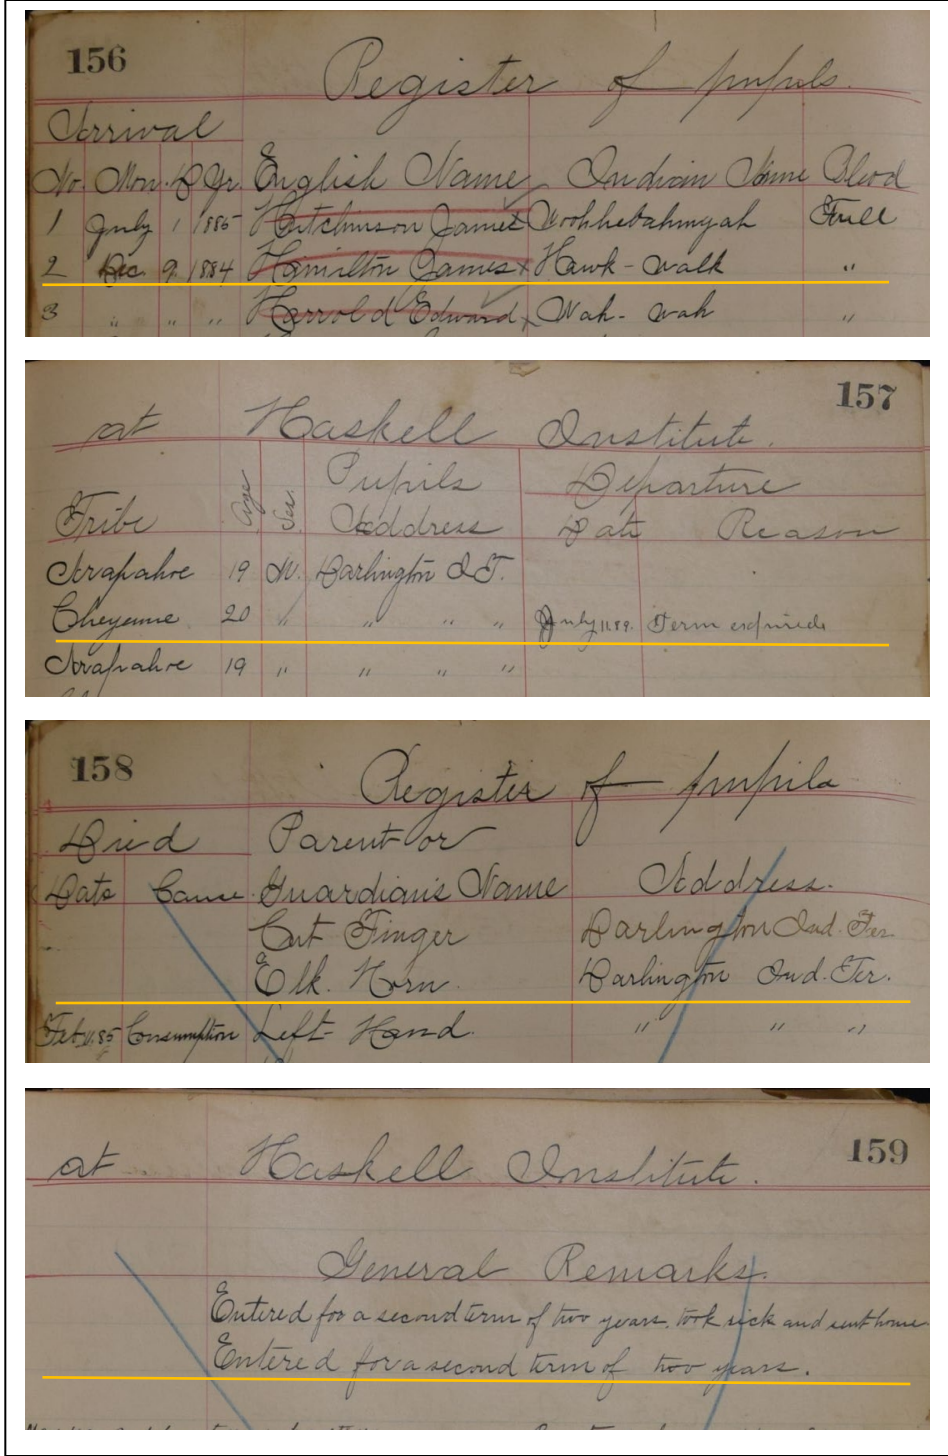 156
Register of pupils.
Arrival
No. Mon. D Yr. English Name Indian Name Blood
1 July 1 1885 Hutchinson James Full
2 Dec. 9 1884 Hamilton James x Hawk-walk "
3 " " " Harrold Edward x Wah-wah "
157
at Haskell Institute.
Pupils Departure
Tribe Age Sex. Address Date Reason
Arapahoe 19 M. Darlington I.T.
Cheyenne 20 " " " " July 11.89. Term expired
Arapahoe 19 " " " "
158
Register of pupils
Died Parent or
Date Cause Guardian's Name Address.
Cut Finger Darlington Ind. Ter.
Elk. Horn. Darlington Ind. Ter.
Feb. 11. 85 Consumption Left-Hand. " " "
159
at Haskell Institute.
General Remarks.
Entered for a second term of two years. took sick and sent home
Entered for a second term of two years.